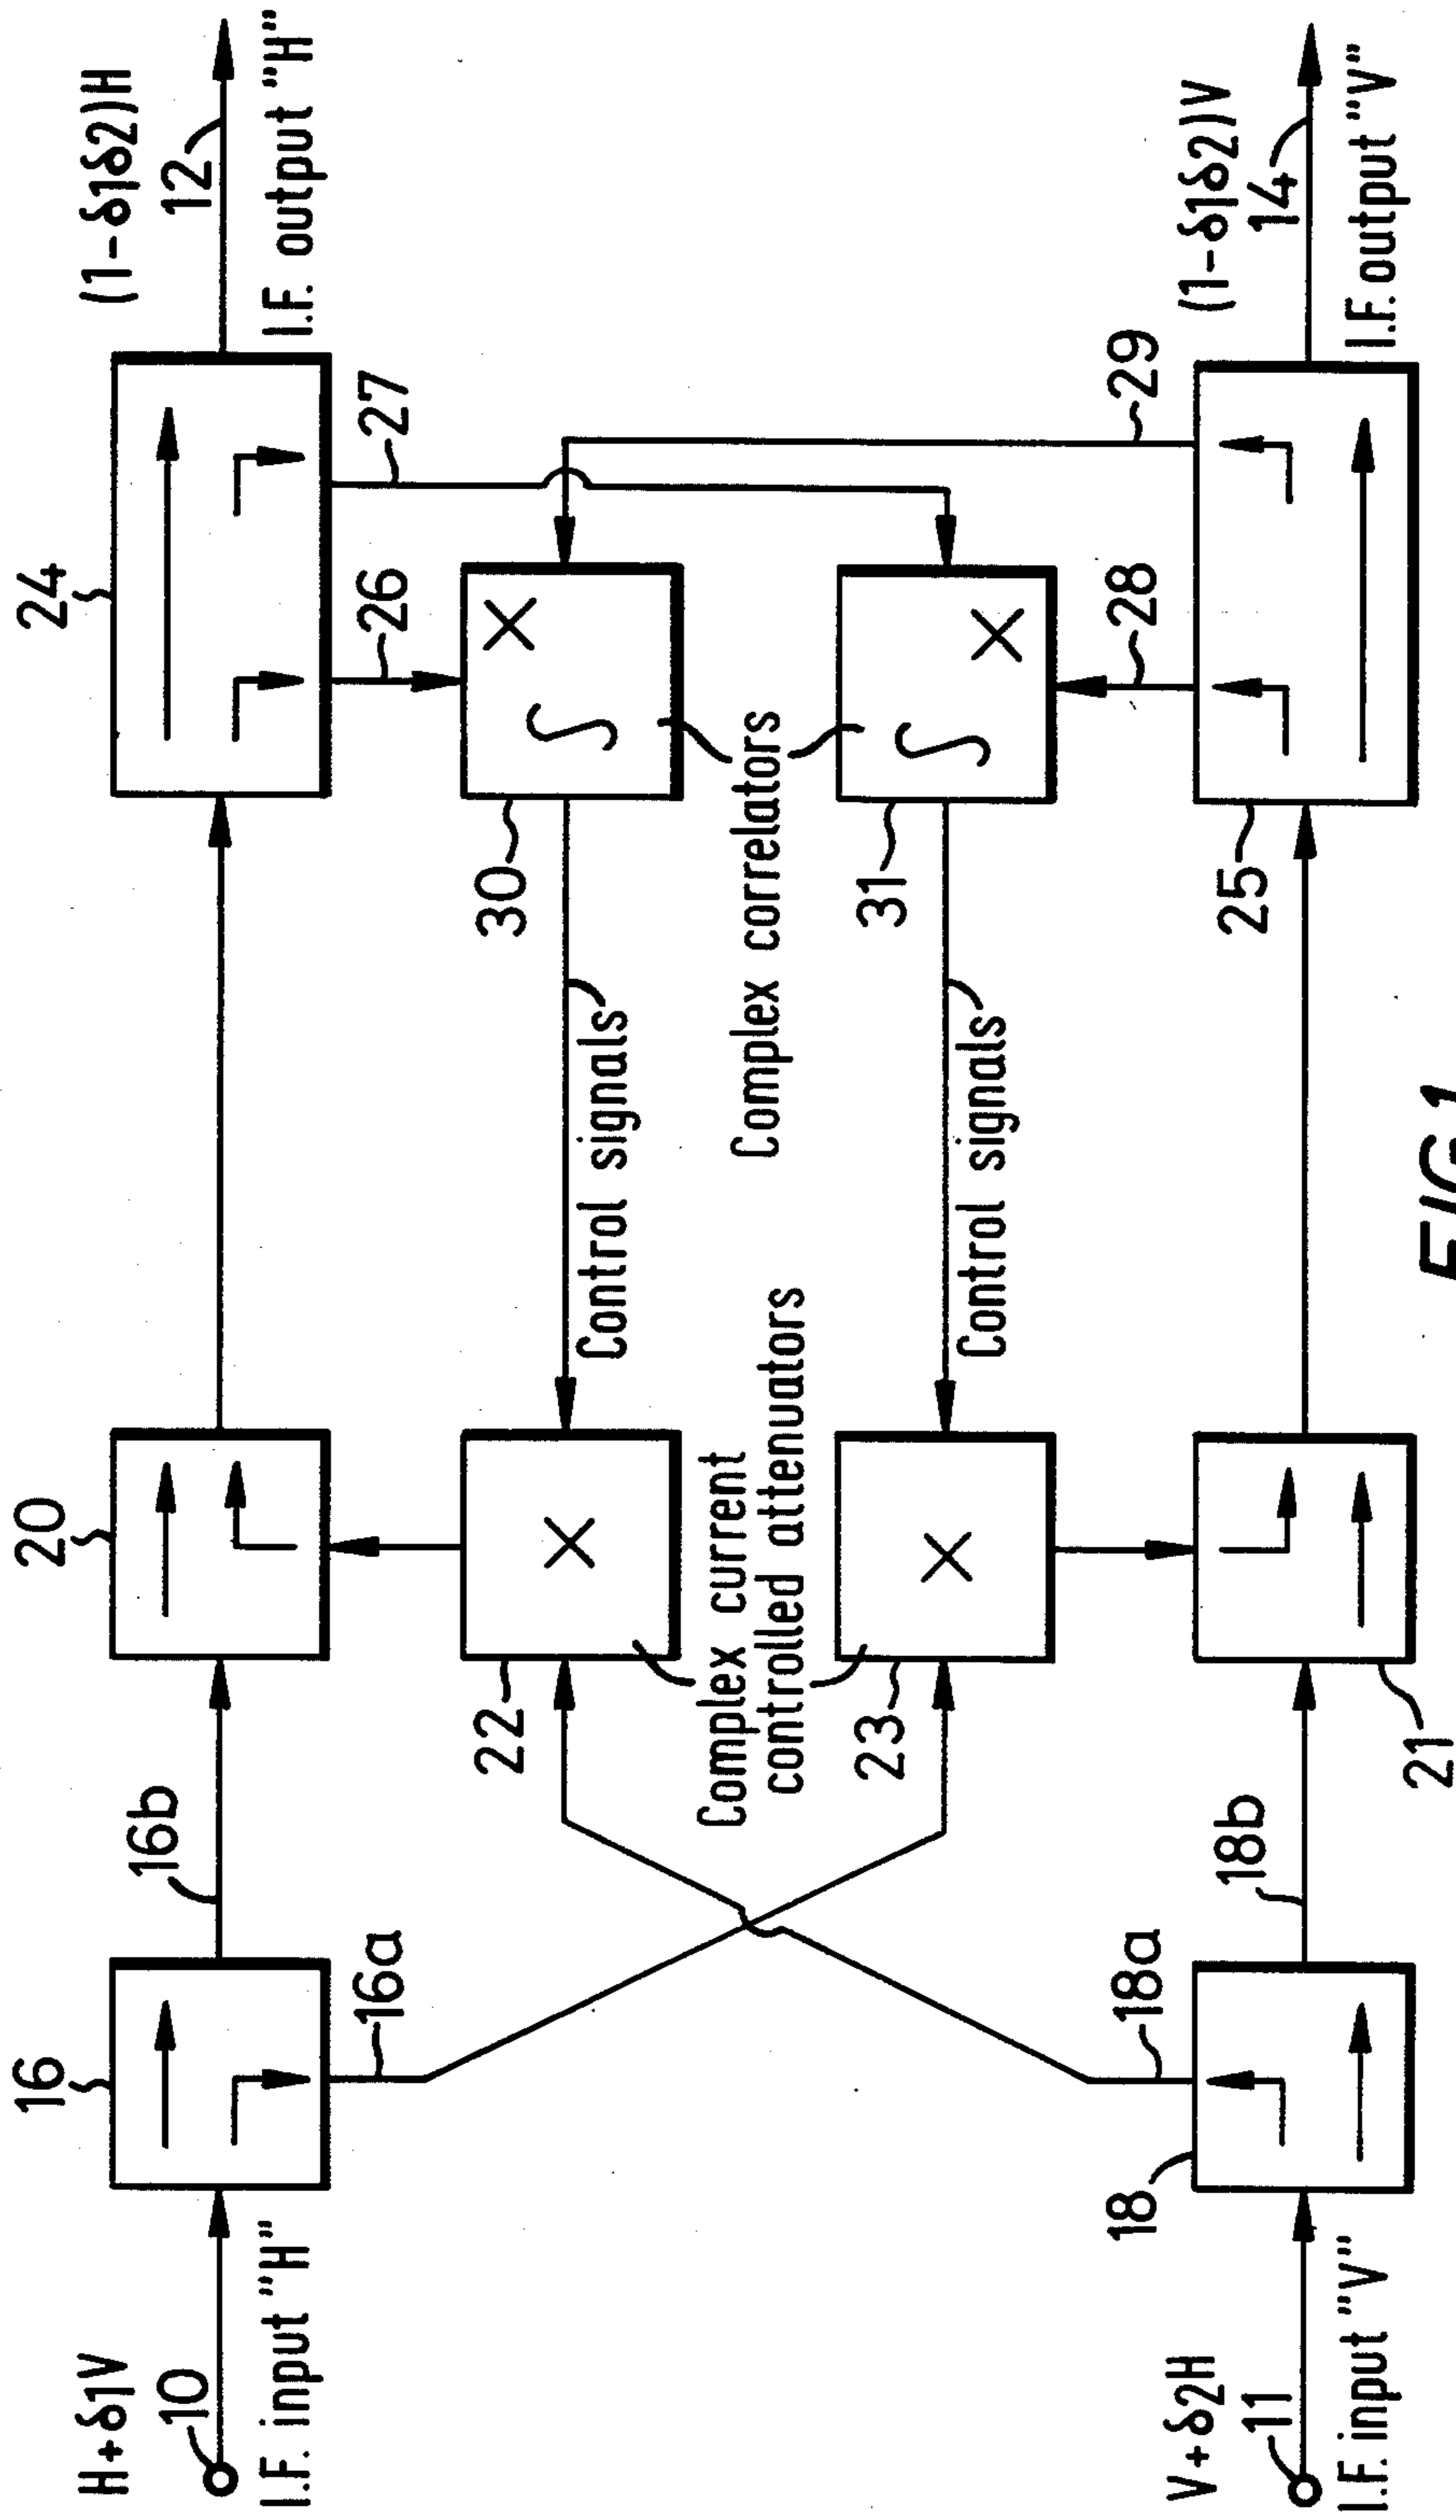 H+δ1V
10
I.F. input "H"
16
16a
16b
20
22
24
26
27
(1-δ1δ2)H
12
I.F. output "H"
30
Control signals
Complex current
controlled attenuators
Complex correlators
23
31
Control signals
V+δ2H
11
I.F. input "V"
18
18a
18b
21
25
28
29
(1-δ1δ2)V
14
I.F. output "V"
FIG.1